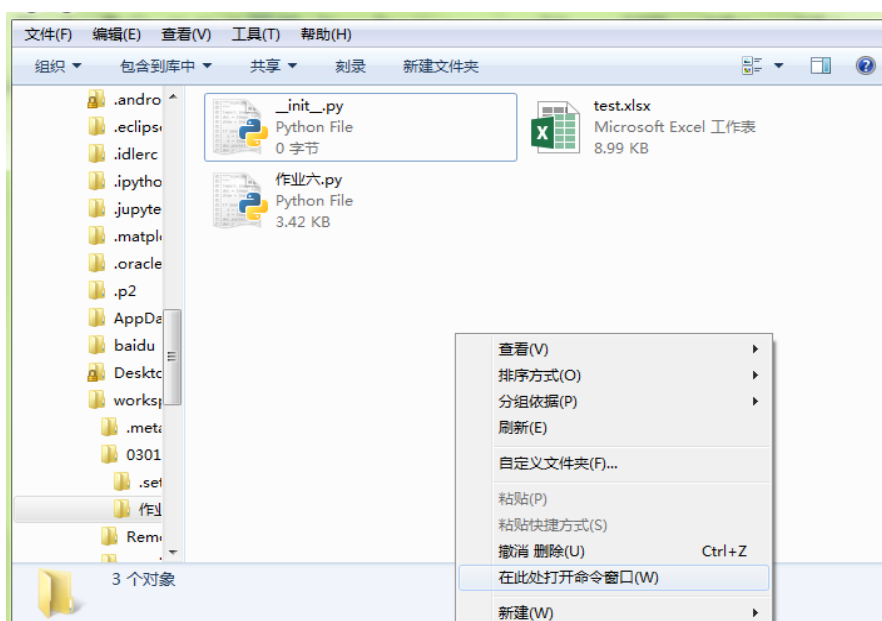 文件(F) 编辑(E) 查看(V) 工具(T) 帮助(H)
组织 包含到库中 共享 刻录 新建文件夹
.andro
.eclips
.idlerc
.ipytho
.jupyte
.matpl
.oracle
.p2
AppDa
baidu
Deskto
works
.meta
0301
.set
作业
Rem
__init__.py
Python File
0 字节
test.xlsx
Microsoft Excel 工作表
8.99 KB
作业六.py
Python File
3.42 KB
查看(V)
排序方式(O)
分组依据(P)
刷新(E)
自定义文件夹(F)...
粘贴(P)
粘贴快捷方式(S)
撤消 删除(U) Ctrl+Z
在此处打开命令窗口(W)
新建(W)
3 个对象